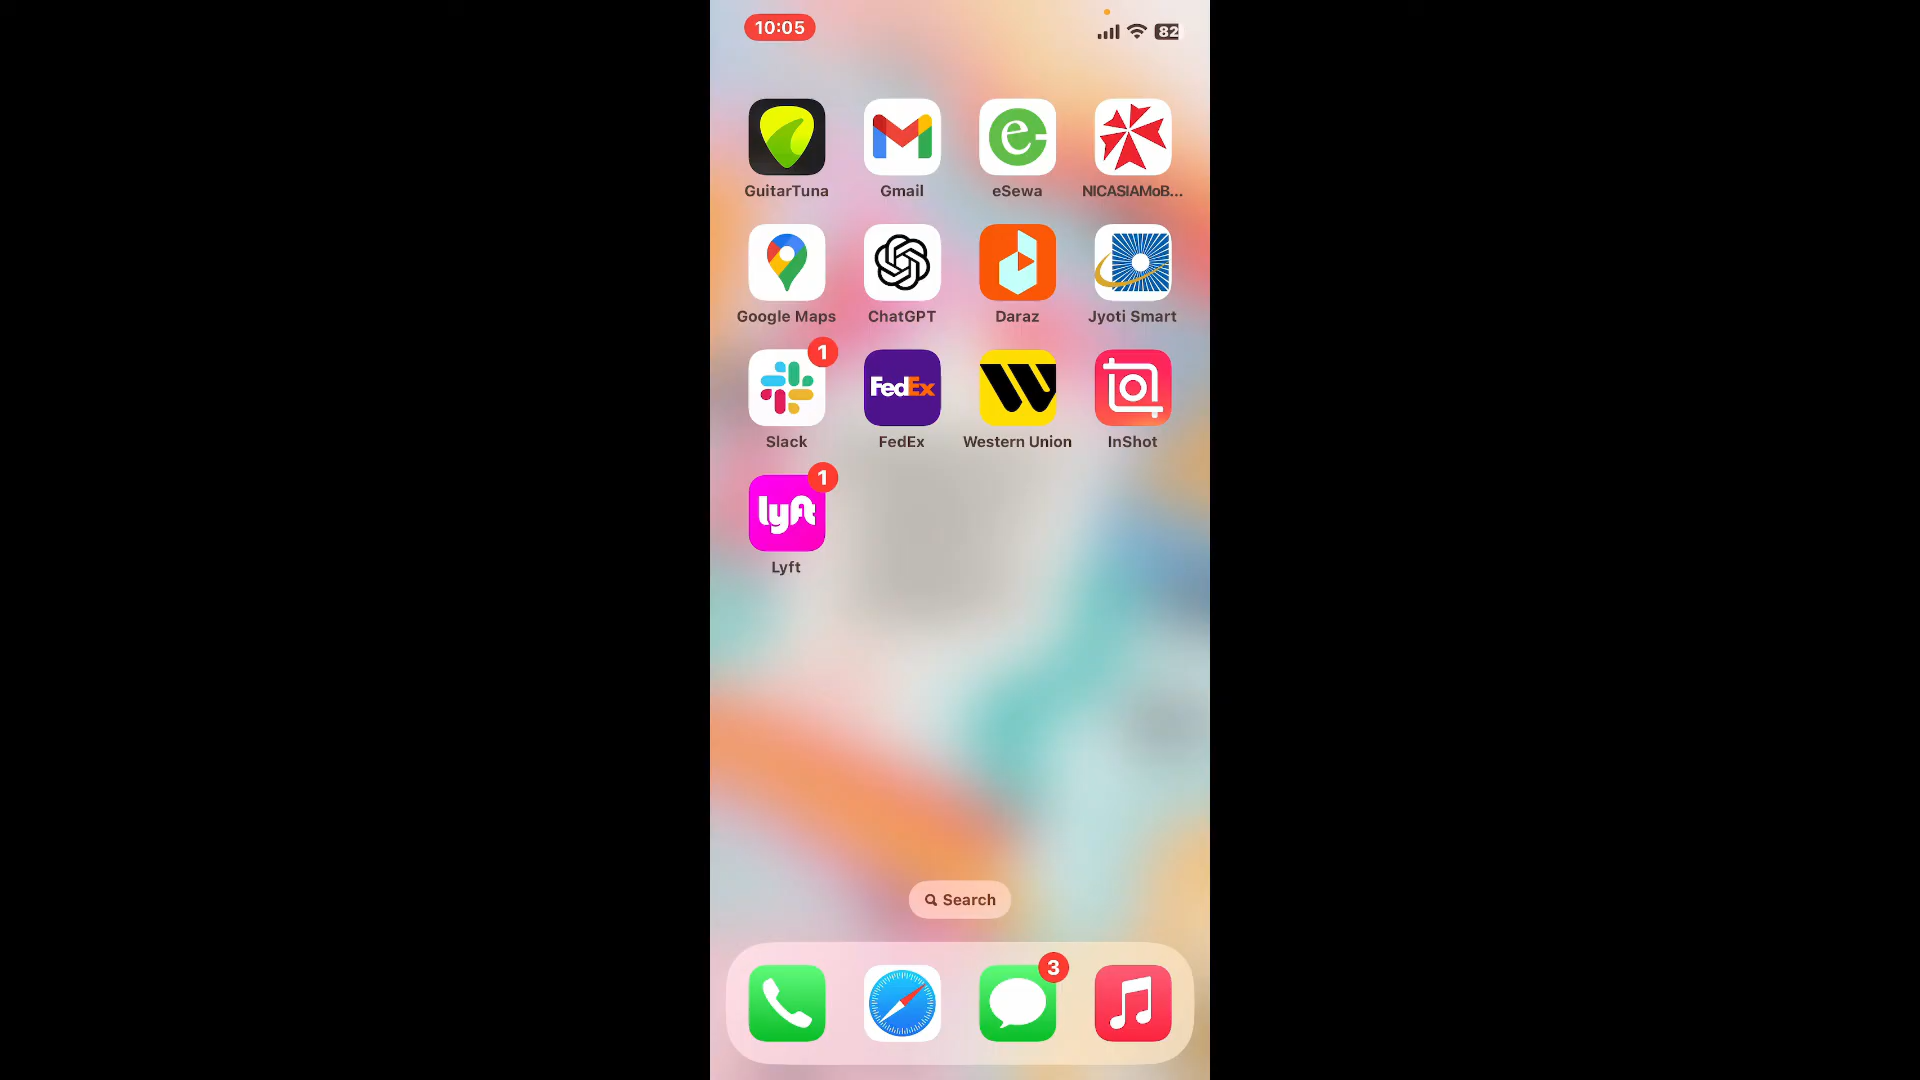 10:05
82
GuitarTuna Gmail eSewa NICASIAMoB...
Google Maps ChatGPT Daraz Jyoti Smart
1
FedEx
Slack FedEx Western Union InShot
1
lyft
Lyft
Search
3